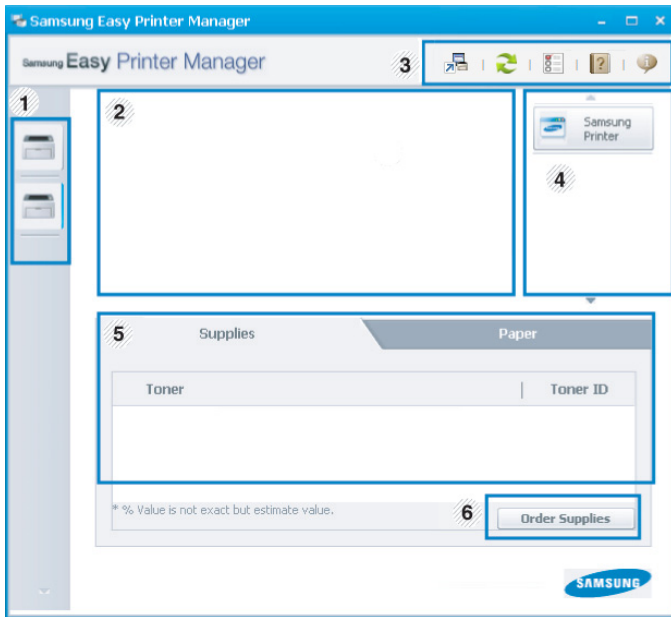 Samsung Easy Printer Manager
Samsung Easy Printer Manager
3
1
2
Samsung
Printer
4
5
Supplies
Paper
Toner
Toner ID
* % Value is not exact but estimate value.
6
Order Supplies
SAMSUNG